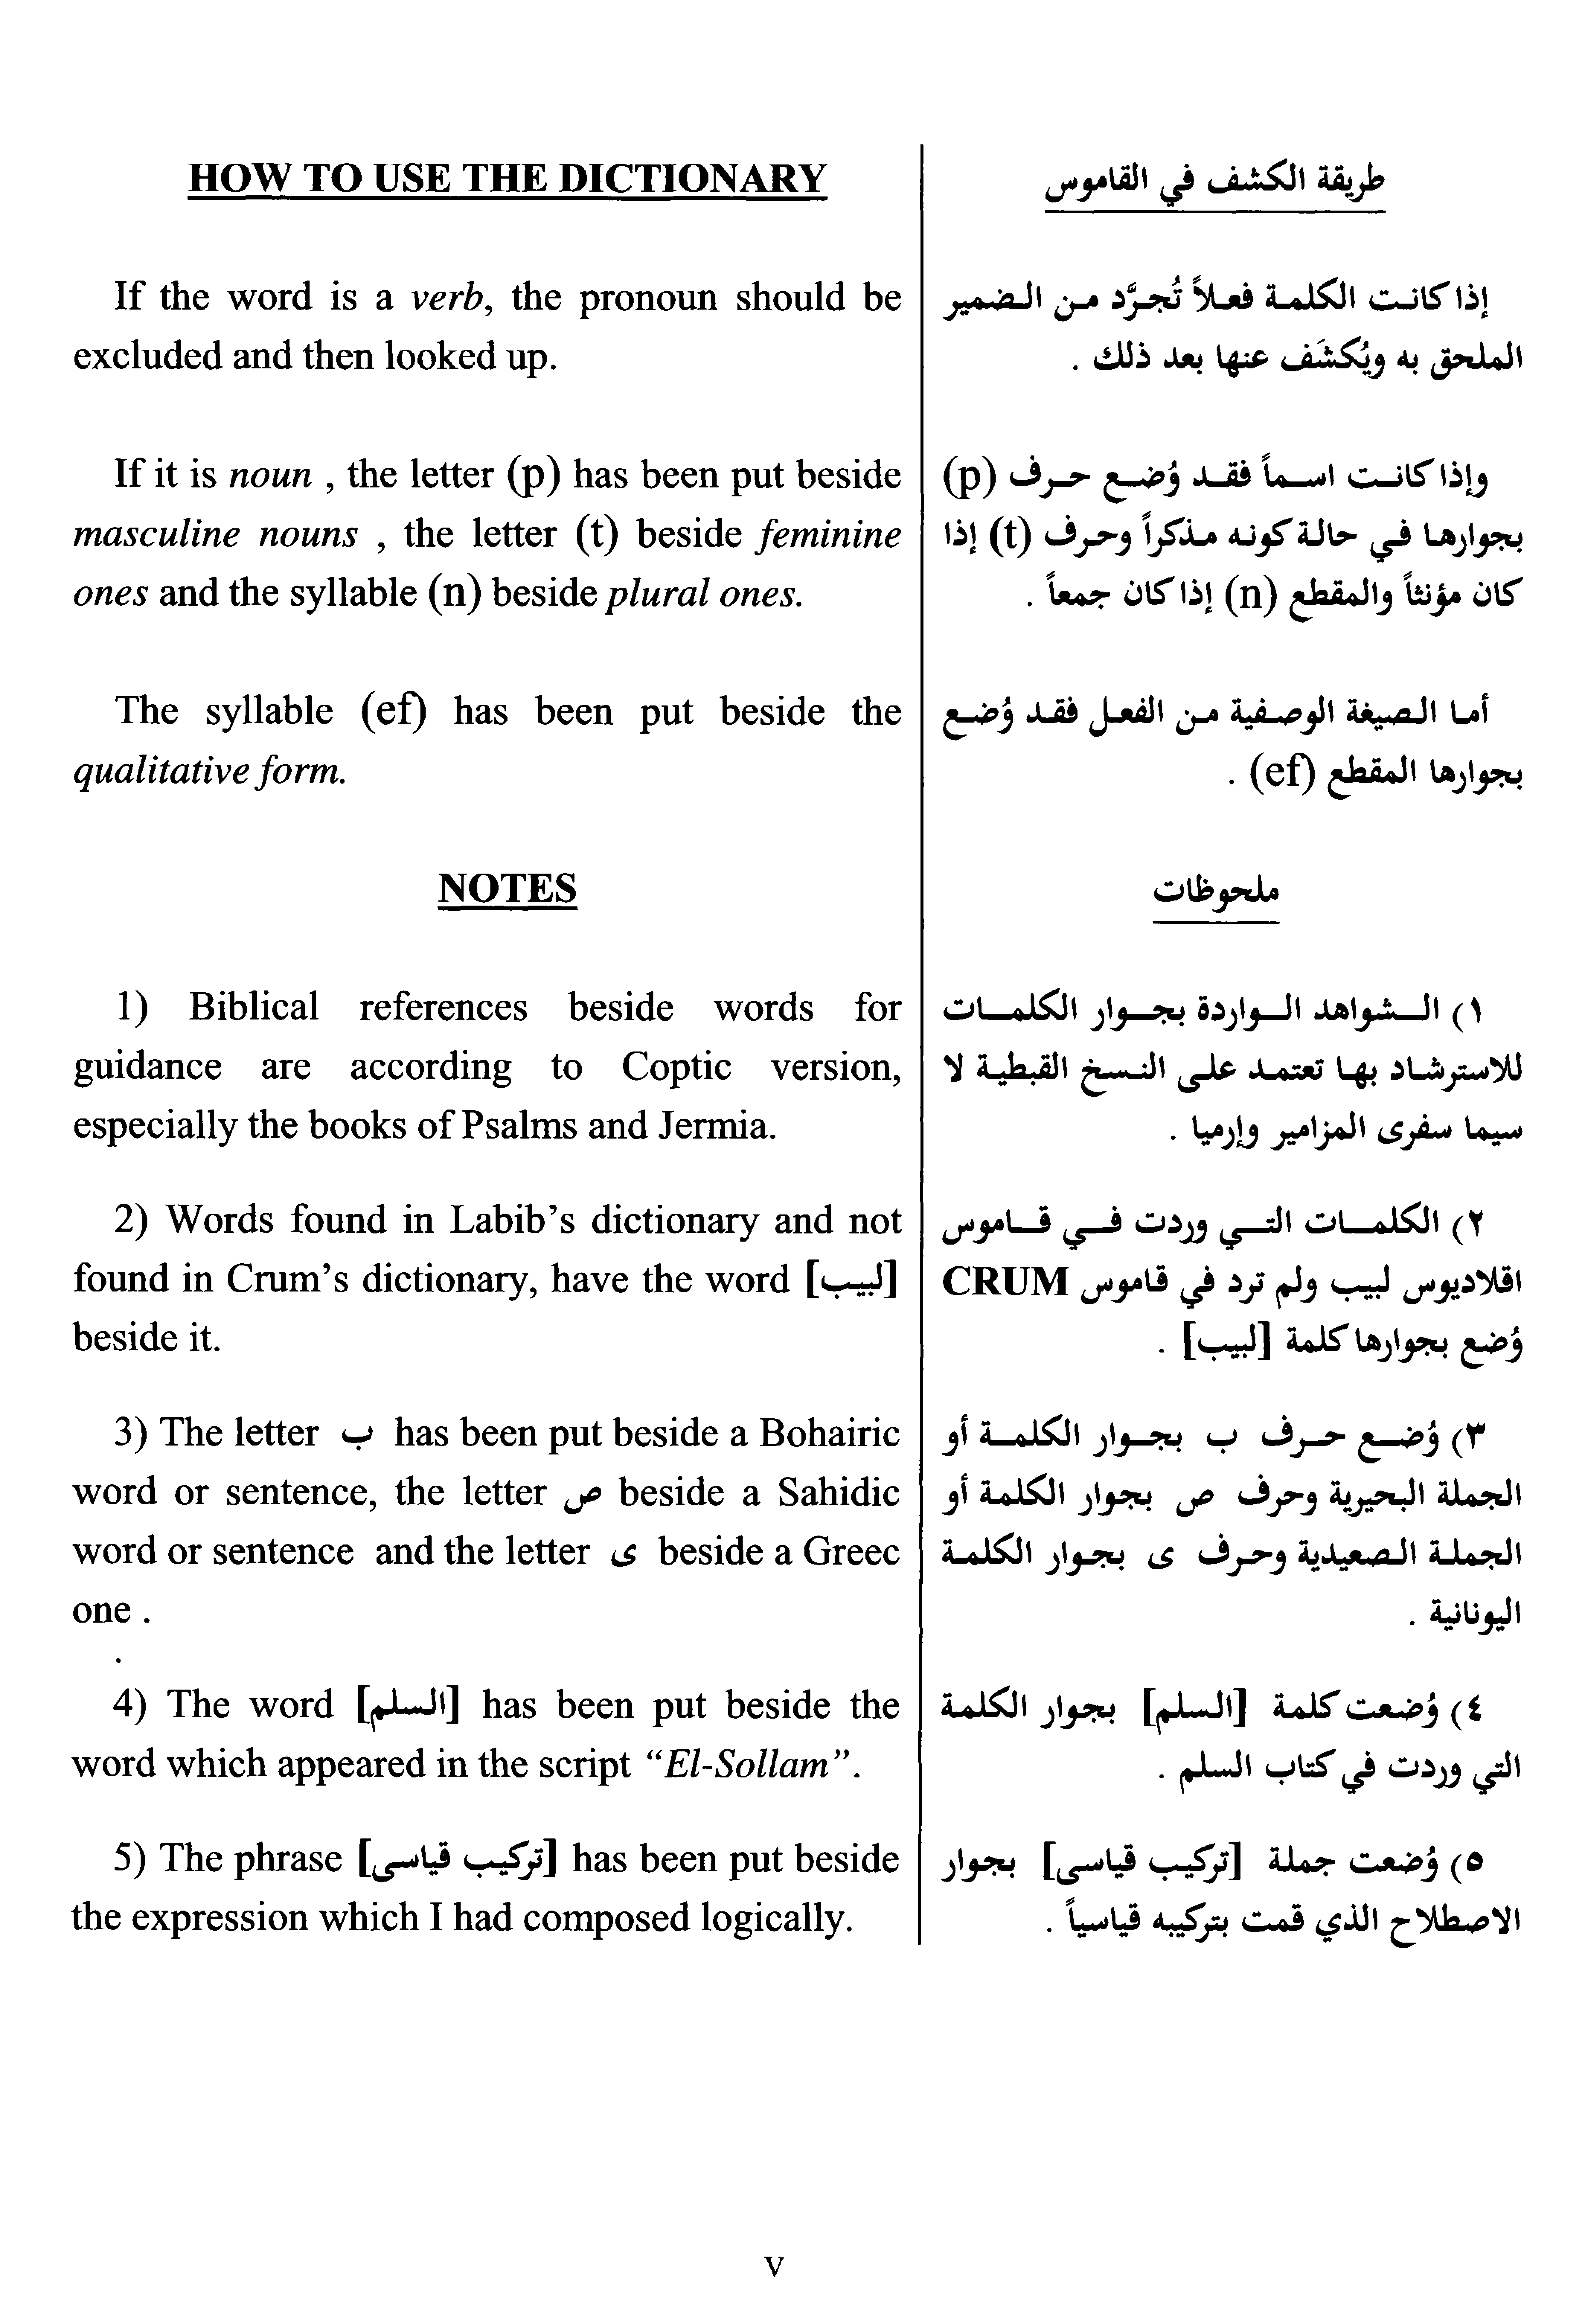 HOW TO USE THE DICTIONARY
If the word is a verb, the pronoun should be
excluded and then looked up.
If it is noun , the letter (p) has been put beside
masculine nouns , the letter (t) beside feminine
ones and the syllable (n) beside plural ones.
The syllable (ef) has been put beside the
qualitative form.
NOTES
1) Biblical references beside words for
guidance are according to Coptic version,
especially the books of Psalms and Jermia.
2) Words found in Labib’s dictionary and not
found in Crum’s dictionary, have the word [لبيب]
beside it.
3) The letter ب has been put beside a Bohairic
word or sentence, the letter ص beside a Sahidic
word or sentence and the letter ى beside a Greec
one .
4) The word [السلم] has been put beside the
word which appeared in the script “El-Sollam”.
5) The phrase [تركيب قياسى] has been put beside
the expression which I had composed logically.
طريقة الكشف في القاموس
إذا كانت الكلمة فعلاً تُجرَّد من الضمير
الملحق به ويُكشَف عنها بعد ذلك .
وإذا كانت اسماً فقد وُضع حرف (p)
بجوارها في حالة كونه مذكراً وحرف (t) إذا
كان مؤنثاً والمقطع (n) إذا كان جمعاً .
أما الصيغة الوصفية من الفعل فقد وُضع
بجوارها المقطع (ef) .
ملحوظات
١) الشواهد الواردة بجوار الكلمات
للاسترشاد بها تعتمد على النسخ القبطية لا
سيما سفرى المزامير وإرميا .
٢) الكلمات التي وردت في قاموس
اقلاديوس لبيب ولم ترد في قاموس CRUM
وُضع بجوارها كلمة [لبيب] .
٣) وُضع حرف ب بجوار الكلمة أو
الجملة البحيرية وحرف ص بجوار الكلمة أو
الجملة الصعيدية وحرف ى بجوار الكلمة
اليونانية .
٤) وُضعت كلمة [السلم] بجوار الكلمة
التي وردت في كتاب السلم .
٥) وُضعت جملة [تركيب قياسى] بجوار
الاصطلاح الذي قمت بتركيبه قياسياً .
v